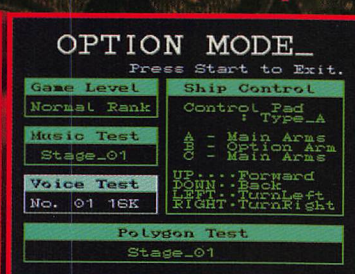 OPTION MODE_
Press Start to Exit.
Game Level
Normal Rank
Music Test
Stage_01
Voice Test
No. 01 16K
Ship Control
Control Pad
: Type_A
A - Main Arms
B - Option Arm
C - Main Arms
UP....Forward
DOWN..Back
LEFT..TurnLeft
RIGHT.TurnRight
Polygon Test
Stage_01